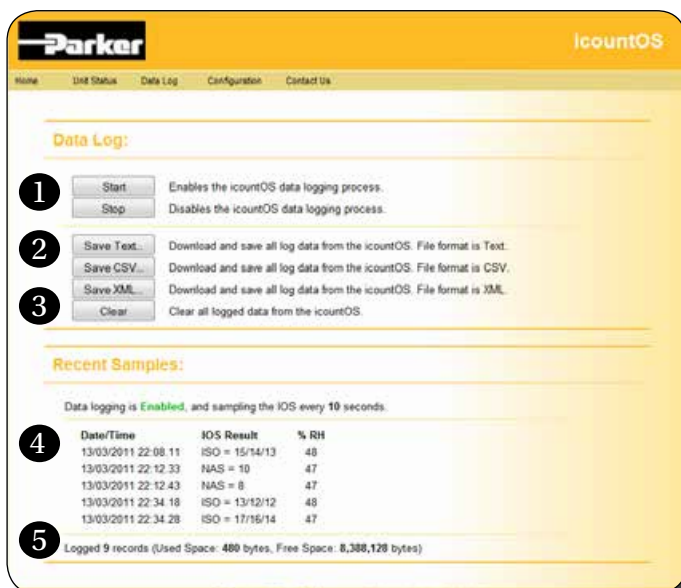 Parker
IcountOS
Home Unit Status Data Log Configuration Contact Us
Data Log:
1 Start Enables the icountOS data logging process.
Stop Disables the icountOS data logging process.
2 Save Text... Download and save all log data from the icountOS. File format is Text.
Save CSV... Download and save all log data from the icountOS. File format is CSV.
Save XML... Download and save all log data from the icountOS. File format is XML.
3 Clear Clear all logged data from the icountOS.
Recent Samples:
Data logging is Enabled, and sampling the IOS every 10 seconds.
4 Date/Time IOS Result % RH
13/03/2011 22:08.11 ISO = 15/14/13 48
13/03/2011 22:12.33 NAS = 10 47
13/03/2011 22:12.43 NAS = 8 47
13/03/2011 22:34.18 ISO = 13/12/12 48
13/03/2011 22:34.28 ISO = 17/16/14 47
5 Logged 9 records (Used Space: 480 bytes, Free Space: 8,388,128 bytes)